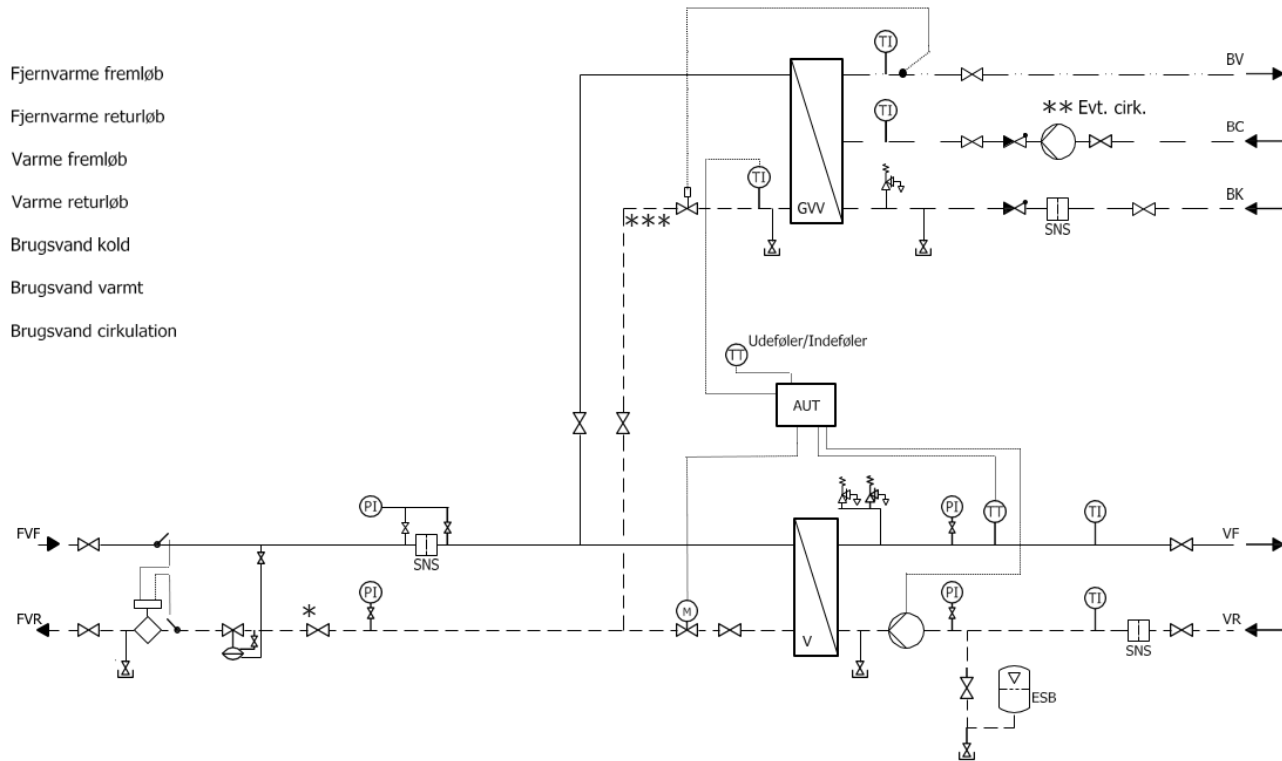 Fjernvarme fremløb
Fjernvarme returløb
Varme fremløb
Varme returløb
Brugsvand kold
Brugsvand varmt
Brugsvand cirkulation
TI
BV
TI
** Evt. cirk.
BC
TI
BK
GVV
***
SNS
TT Udeføler/Indeføler
AUT
PI
PI
TT
TI
FVF
SNS
VF
PI
*
M
PI
TI
FVR
V
VR
SNS
ESB